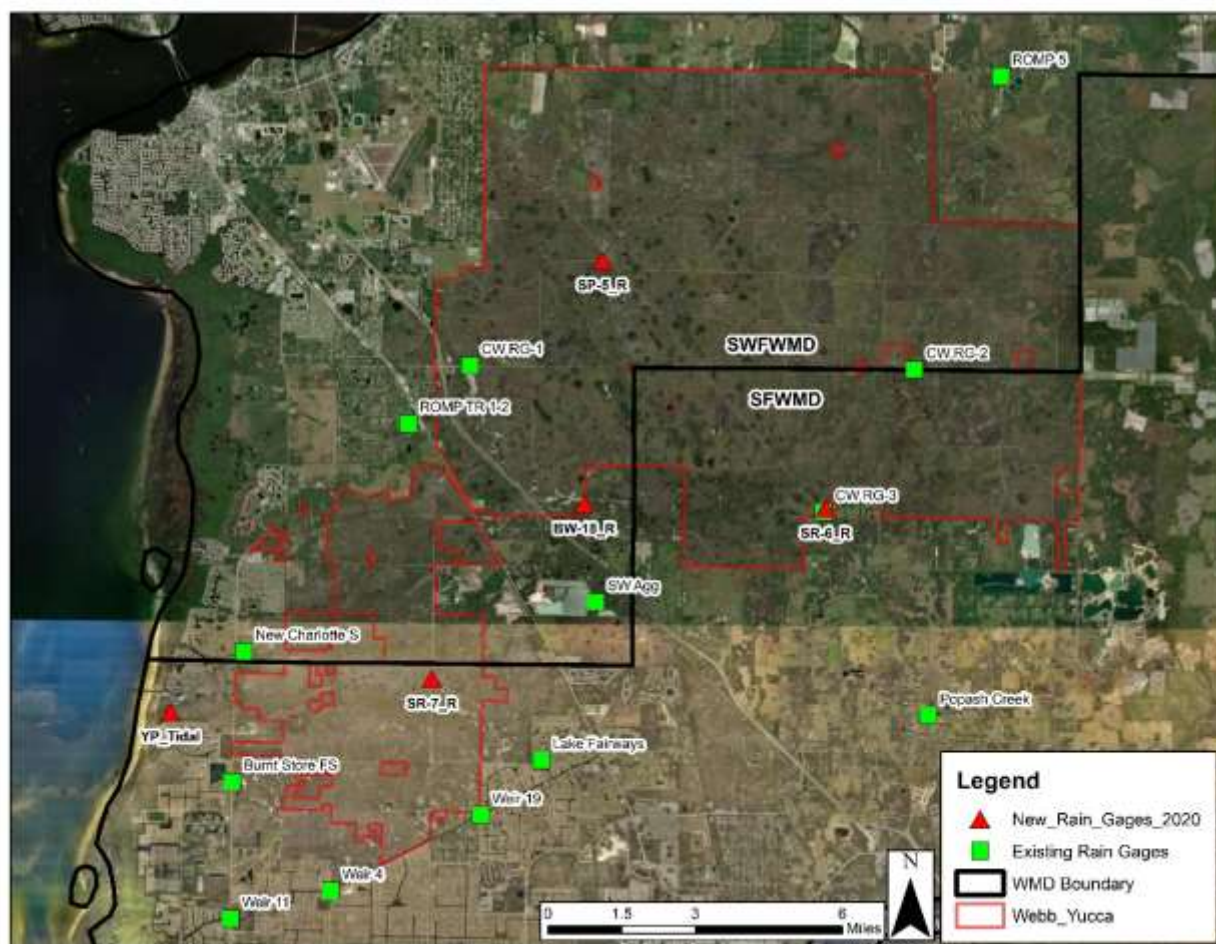 ROMP 5
SP-5_R
SWFWMD
CW RG-1
CW RG-2
SFWMD
ROMP TR 1-2
CW RG-3
BW-18_R
SR-6_R
SW Agg
New Charlotte S
SR-7_R
YP_Tidal
Popash Creek
Lake Fairways
Burnt Store FS
Weir 19
Weir 4
Weir 11
Legend
New_Rain_Gages_2020
Existing Rain Gages
WMD Boundary
Webb_Yucca
N
0 1.5 3 6
Miles